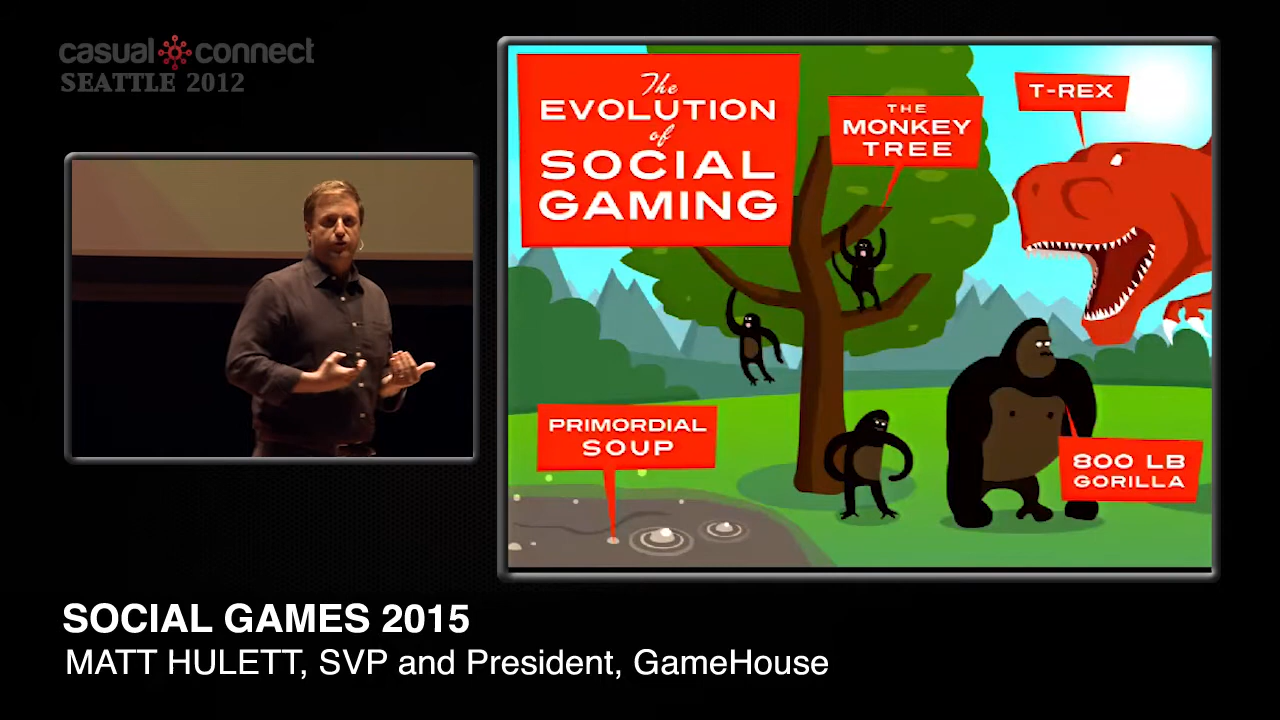 casual connect
SEATTLE 2012
The
EVOLUTION
of
SOCIAL
GAMING
THE
MONKEY
TREE
T-REX
PRIMORDIAL
SOUP
800 LB
GORILLA
SOCIAL GAMES 2015
MATT HULETT, SVP and President, GameHouse